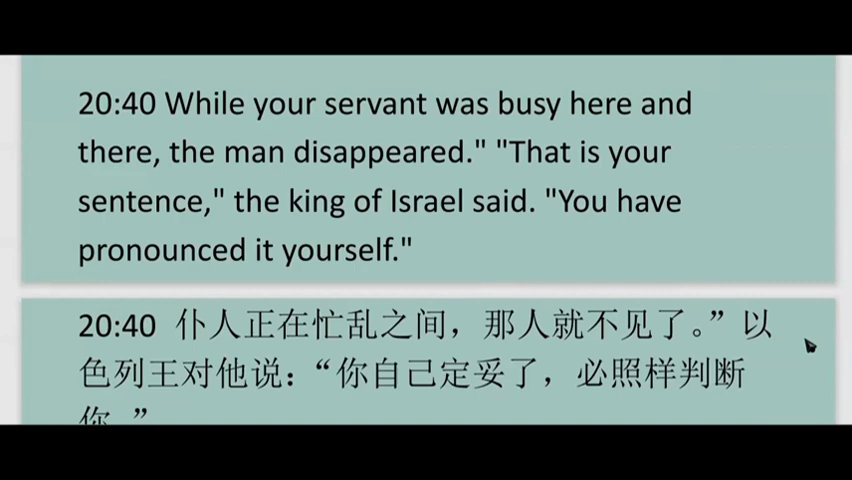 20:40 While your servant was busy here and
there, the man disappeared." "That is your
sentence," the king of Israel said. "You have
pronounced it yourself."
20:40 仆人正在忙乱之间，那人就不见了。”以
色列王对他说：“你自己定妥了，必照样判断
你。”